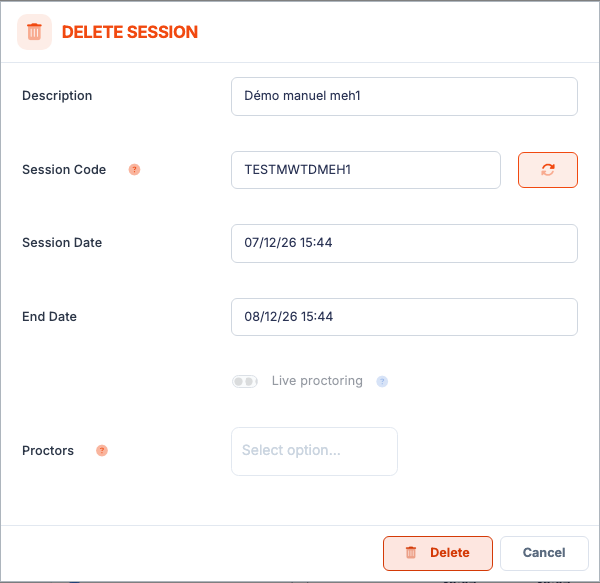 DELETE SESSION
Description
Démo manuel meh1
Session Code ?
TESTMWTDMEH1
Session Date
07/12/26 15:44
End Date
08/12/26 15:44
Live proctoring ?
Proctors ?
Select option...
Delete
Cancel